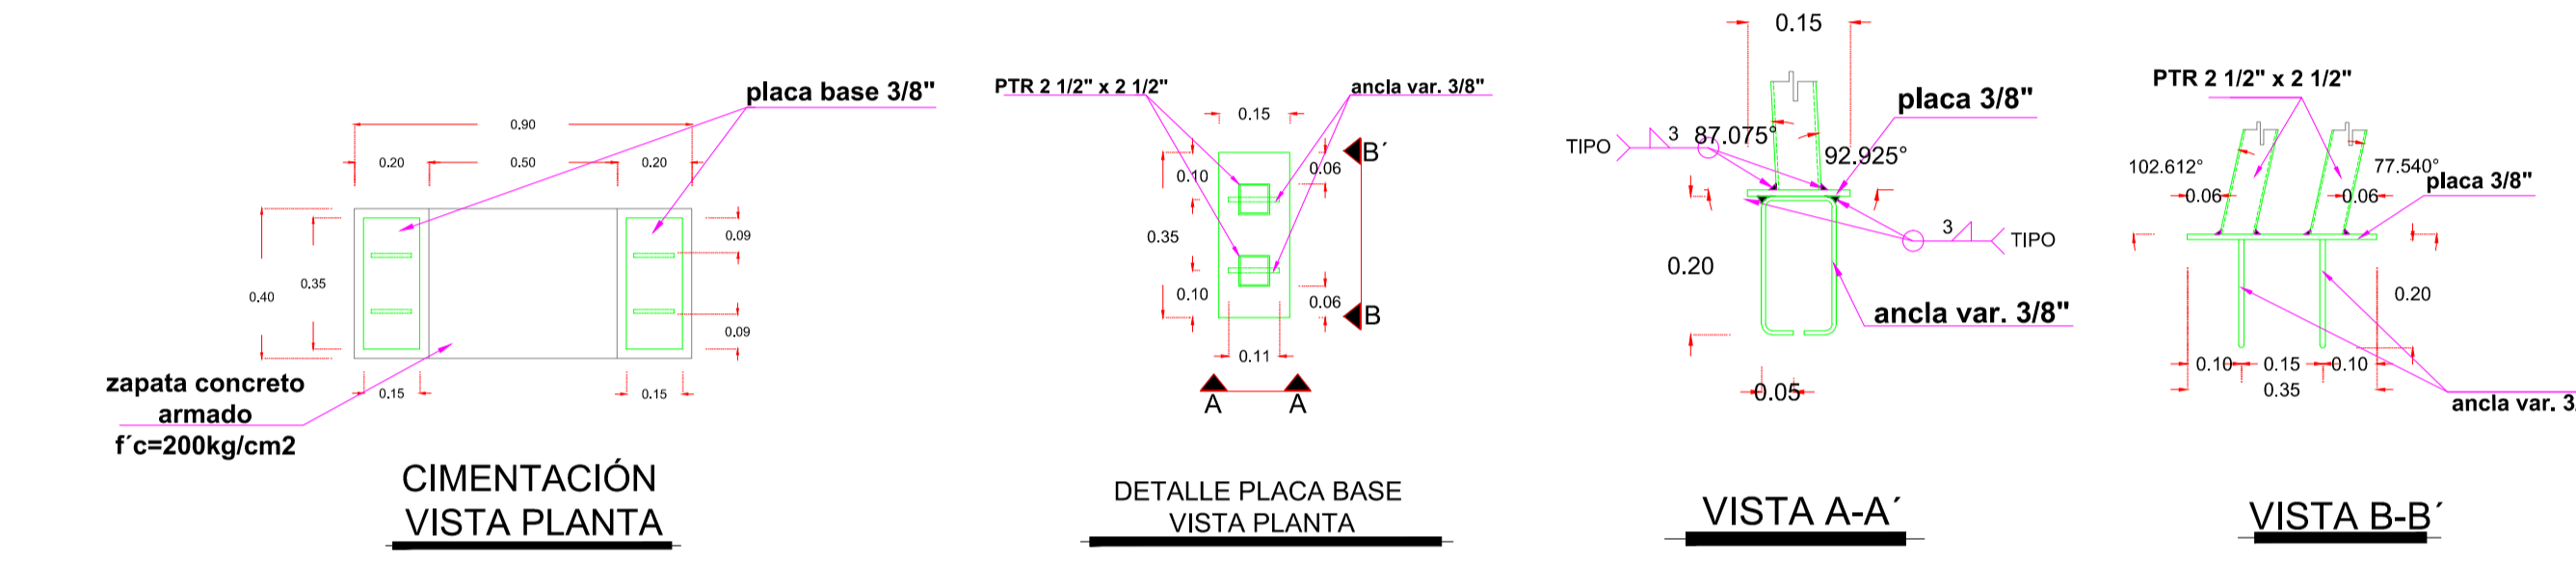 placa base 3/8"
0.90
0.20
0.50
0.20
0.09
0.40
0.35
0.09
0.15
0.15
zapata concreto
armado
f´c=200kg/cm2
CIMENTACIÓN
VISTA PLANTA
PTR 2 1/2" x 2 1/2"
ancla var. 3/8"
0.15
B´
0.10
0.06
0.35
0.10
0.06
B
0.11
A
A
DETALLE PLACA BASE
VISTA PLANTA
0.15
placa 3/8"
TIPO
3
87.075°
92.925°
3
TIPO
0.20
ancla var. 3/8"
0.05
VISTA A-A´
PTR 2 1/2" x 2 1/2"
102.612°
77.540°
placa 3/8"
0.06
0.06
0.20
0.10
0.15
0.10
0.35
ancla var. 3
VISTA B-B´